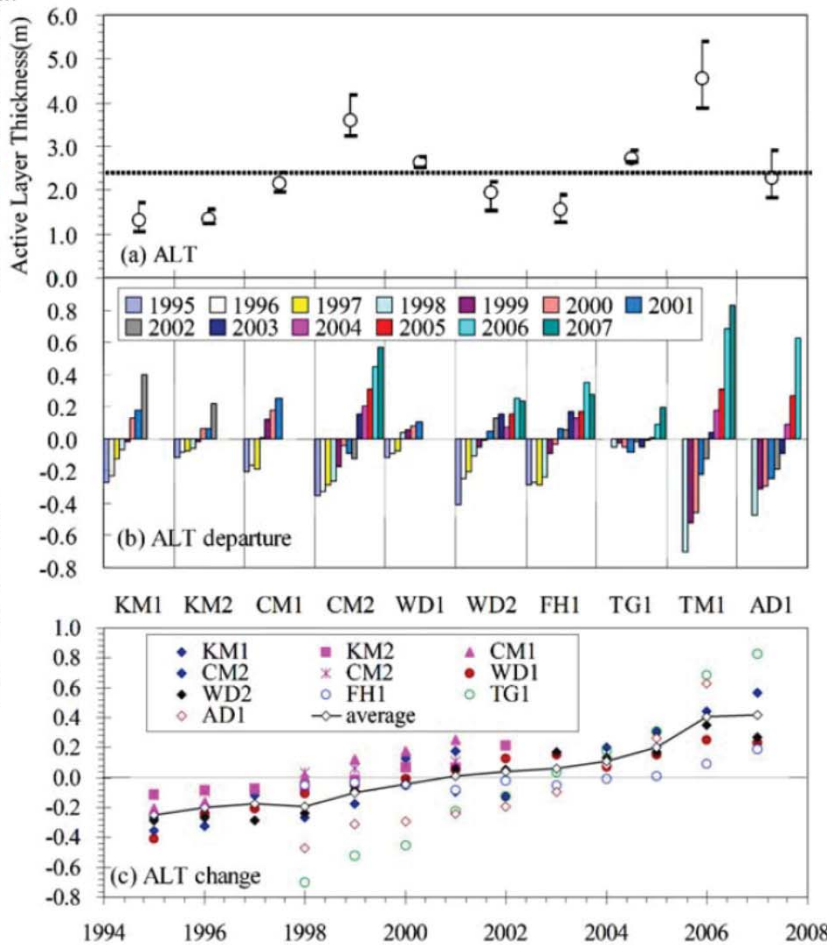 6.0
5.0
4.0
3.0
2.0
1.0
0.0
Active Layer Thickness(m)
(a) ALT
1995 1996 1997 1998 1999 2000 2001
2002 2003 2004 2005 2006 2007
0.8
0.6
0.4
0.2
0.0
-0.2
-0.4
-0.6
-0.8
(b) ALT departure
KM1 KM2 CM1 CM2 WD1 WD2 FH1 TG1 TM1 AD1
1.0
0.8
0.6
0.4
0.2
0.0
-0.2
-0.4
-0.6
-0.8
KM1 KM2 CM1
CM2 CM2 WD1
WD2 FH1 TG1
AD1 average
(c) ALT change
1994 1996 1998 2000 2002 2004 2006 2008